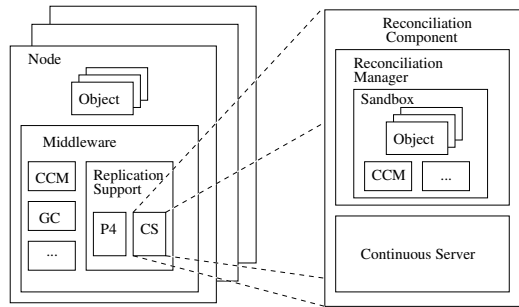 Node
Object
Middleware
CCM
GC
...
Replication
Support
P4
CS
Reconciliation
Component
Reconciliation
Manager
Sandbox
Object
CCM
...
Continuous Server